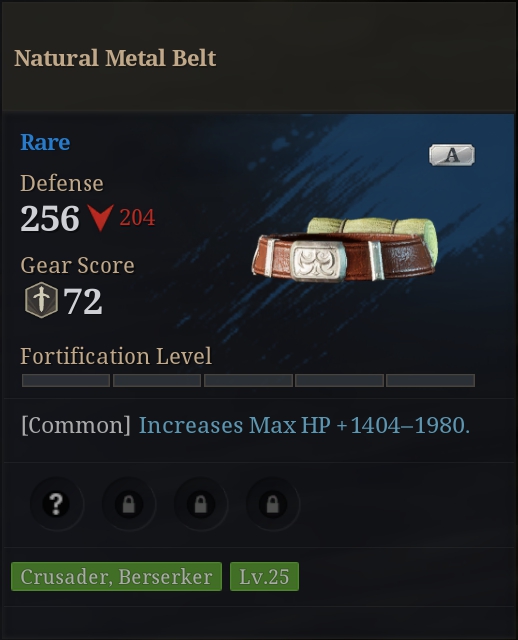 Natural Metal Belt
Rare
A
Defense
256 204
Gear Score
72
Fortification Level
[Common] Increases Max HP +1404–1980.
?
Crusader, Berserker Lv.25